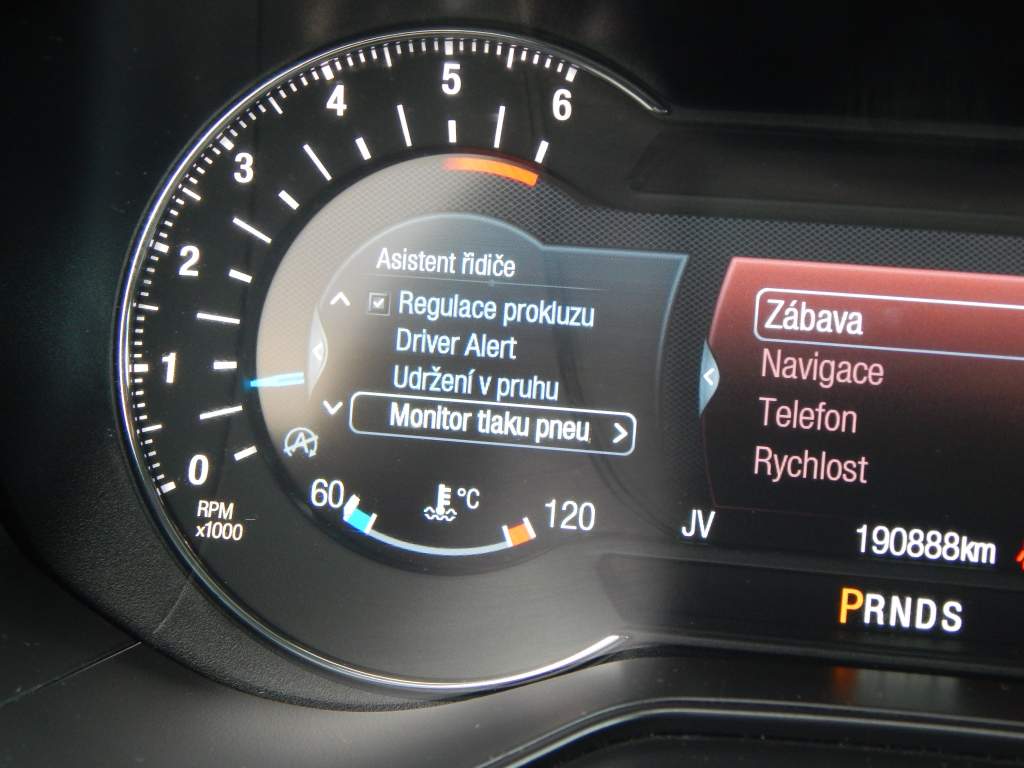 5
4
6
3
2
1
0
RPM
x1000
Asistent řidiče
Regulace prokluzu
Driver Alert
Udržení v pruhu
Monitor tlaku pneu
60
°C
120
Zábava
Navigace
Telefon
Rychlost
JV
190888km
PRNDS